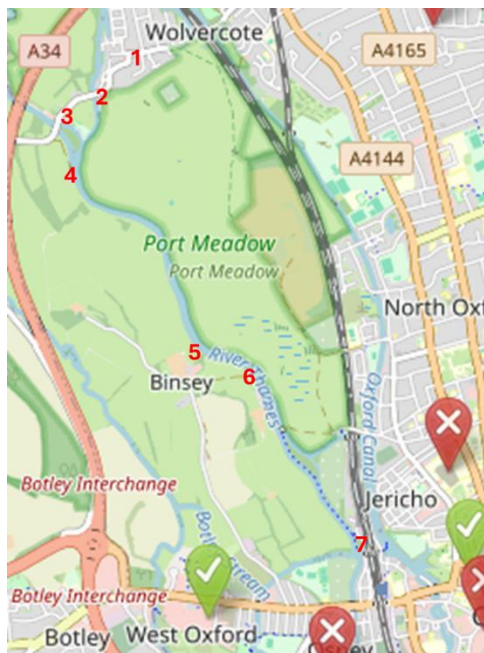 Wolvercote
A34
A4165
1
2
3
A4144
4
Port Meadow
Port Meadow
North Oxf
5
River Thames
6
Binsey
Oxford Canal
Botley Interchange
Jericho
7
Botley Stream
Botley Interchange
Botley
West Oxford
Osney